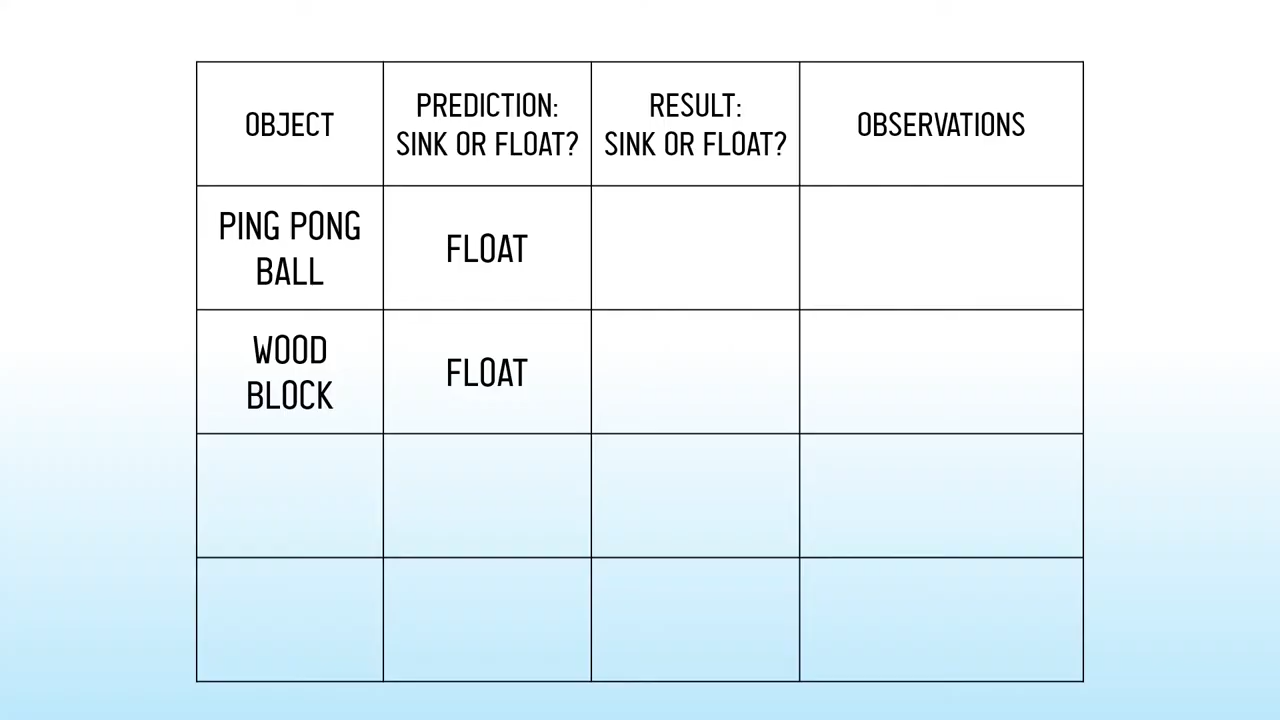 OBJECT
PREDICTION:
SINK OR FLOAT?
RESULT:
SINK OR FLOAT?
OBSERVATIONS
PING PONG
BALL
FLOAT
WOOD
BLOCK
FLOAT